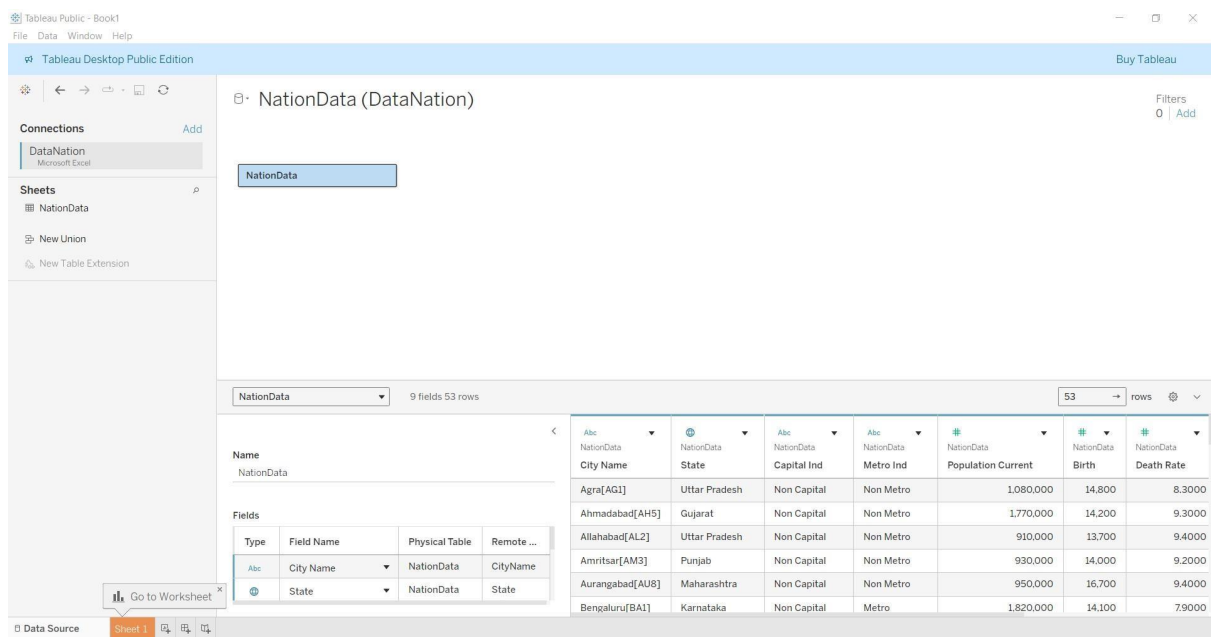 Tableau Public - Book1
File Data Window Help
Tableau Desktop Public Edition
Buy Tableau
Connections
Add
DataNation
Microsoft Excel
Sheets
NationData
New Union
New Table Extension
NationData (DataNation)
Filters
0 | Add
NationData
NationData
9 fields 53 rows
53 → rows
Name
NationData
Fields
Type Field Name Physical Table Remote ...
Abc City Name NationData CityName
State NationData State
Abc Abc Abc # # #
NationData NationData NationData NationData NationData NationData NationData
City Name State Capital Ind Metro Ind Population Current Birth Death Rate
Agra[AG1] Uttar Pradesh Non Capital Non Metro 1,080,000 14,800 8.3000
Ahmadabad[AH5] Gujarat Non Capital Non Metro 1,770,000 14,200 9.3000
Allahabad[AL2] Uttar Pradesh Non Capital Non Metro 910,000 13,700 9.4000
Amritsar[AM3] Punjab Non Capital Non Metro 930,000 14,000 9.2000
Aurangabad[AU8] Maharashtra Non Capital Non Metro 950,000 16,700 9.4000
Bengaluru[BA1] Karnataka Non Capital Metro 1,820,000 14,100 7.9000
Go to Worksheet
Data Source
Sheet 1